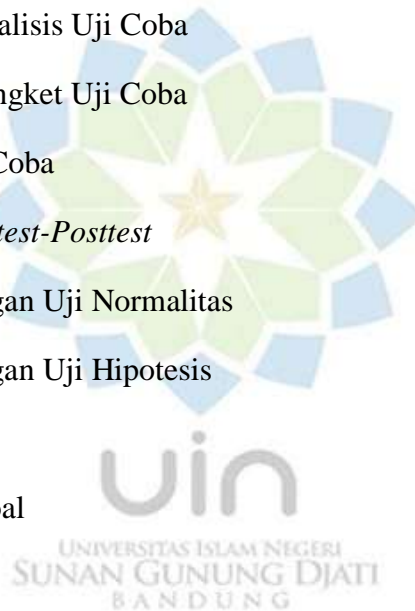 alisis Uji Coba
ngket Uji Coba
Coba
test-Posttest
gan Uji Normalitas
gan Uji Hipotesis
oal
uin
UNIVERSITAS ISLAM NEGERI
SUNAN GUNUNG DJATI
BANDUNG